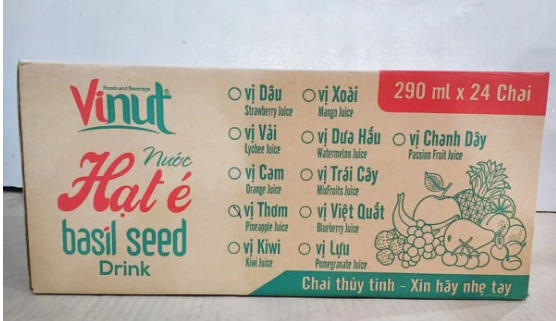 Vinut®
Foods and Beverage
Nước
Hạt é
basil seed
Drink
vị Dâu
Strawberry Juice
vị Vải
Lychee Juice
vị Cam
Orange Juice
vị Thơm
Pineapple Juice
vị Kiwi
Kiwi Juice
vị Xoài
Mango Juice
vị Dưa Hấu
Watermelon Juice
vị Trái Cây
MixFruits Juice
vị Việt Quất
Blueberry Juice
vị Lựu
Pomegranate Juice
290 ml x 24 Chai
vị Chanh Dây
Passion Fruit Juice
Chai thủy tinh - Xin hãy nhẹ tay